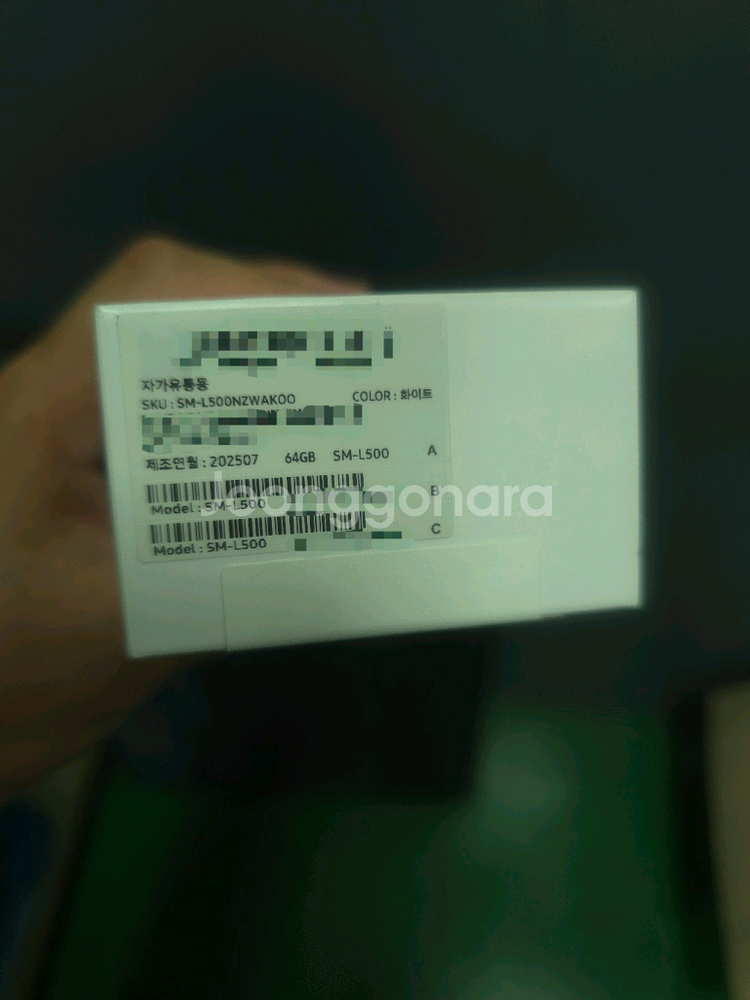 자가유통용
SKU : SM-L500NZWAKOO COLOR : 화이트
제조연월 : 202507 64GB SM-L500 A
B
Model : SM-L500
Joonggonara
C
Model : SM-L500